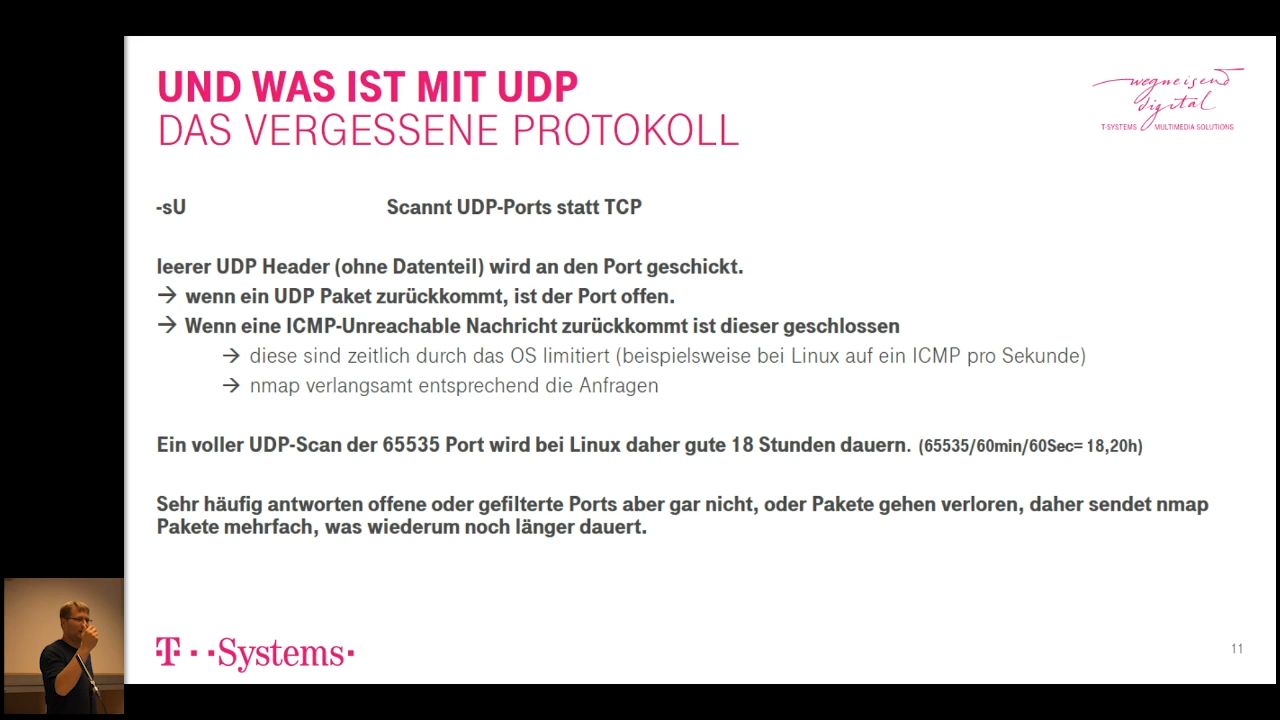 UND WAS IST MIT UDP
DAS VERGESSENE PROTOKOLL
wegweisend
digital
T-SYSTEMS MULTIMEDIA SOLUTIONS
-sU Scannt UDP-Ports statt TCP
leerer UDP Header (ohne Datenteil) wird an den Port geschickt.
→ wenn ein UDP Paket zurückkommt, ist der Port offen.
→ Wenn eine ICMP-Unreachable Nachricht zurückkommt ist dieser geschlossen
→ diese sind zeitlich durch das OS limitiert (beispielsweise bei Linux auf ein ICMP pro Sekunde)
→ nmap verlangsamt entsprechend die Anfragen
Ein voller UDP-Scan der 65535 Port wird bei Linux daher gute 18 Stunden dauern. (65535/60min/60Sec= 18,20h)
Sehr häufig antworten offene oder gefilterte Ports aber gar nicht, oder Pakete gehen verloren, daher sendet nmap
Pakete mehrfach, was wiederum noch länger dauert.
T··Systems·
11